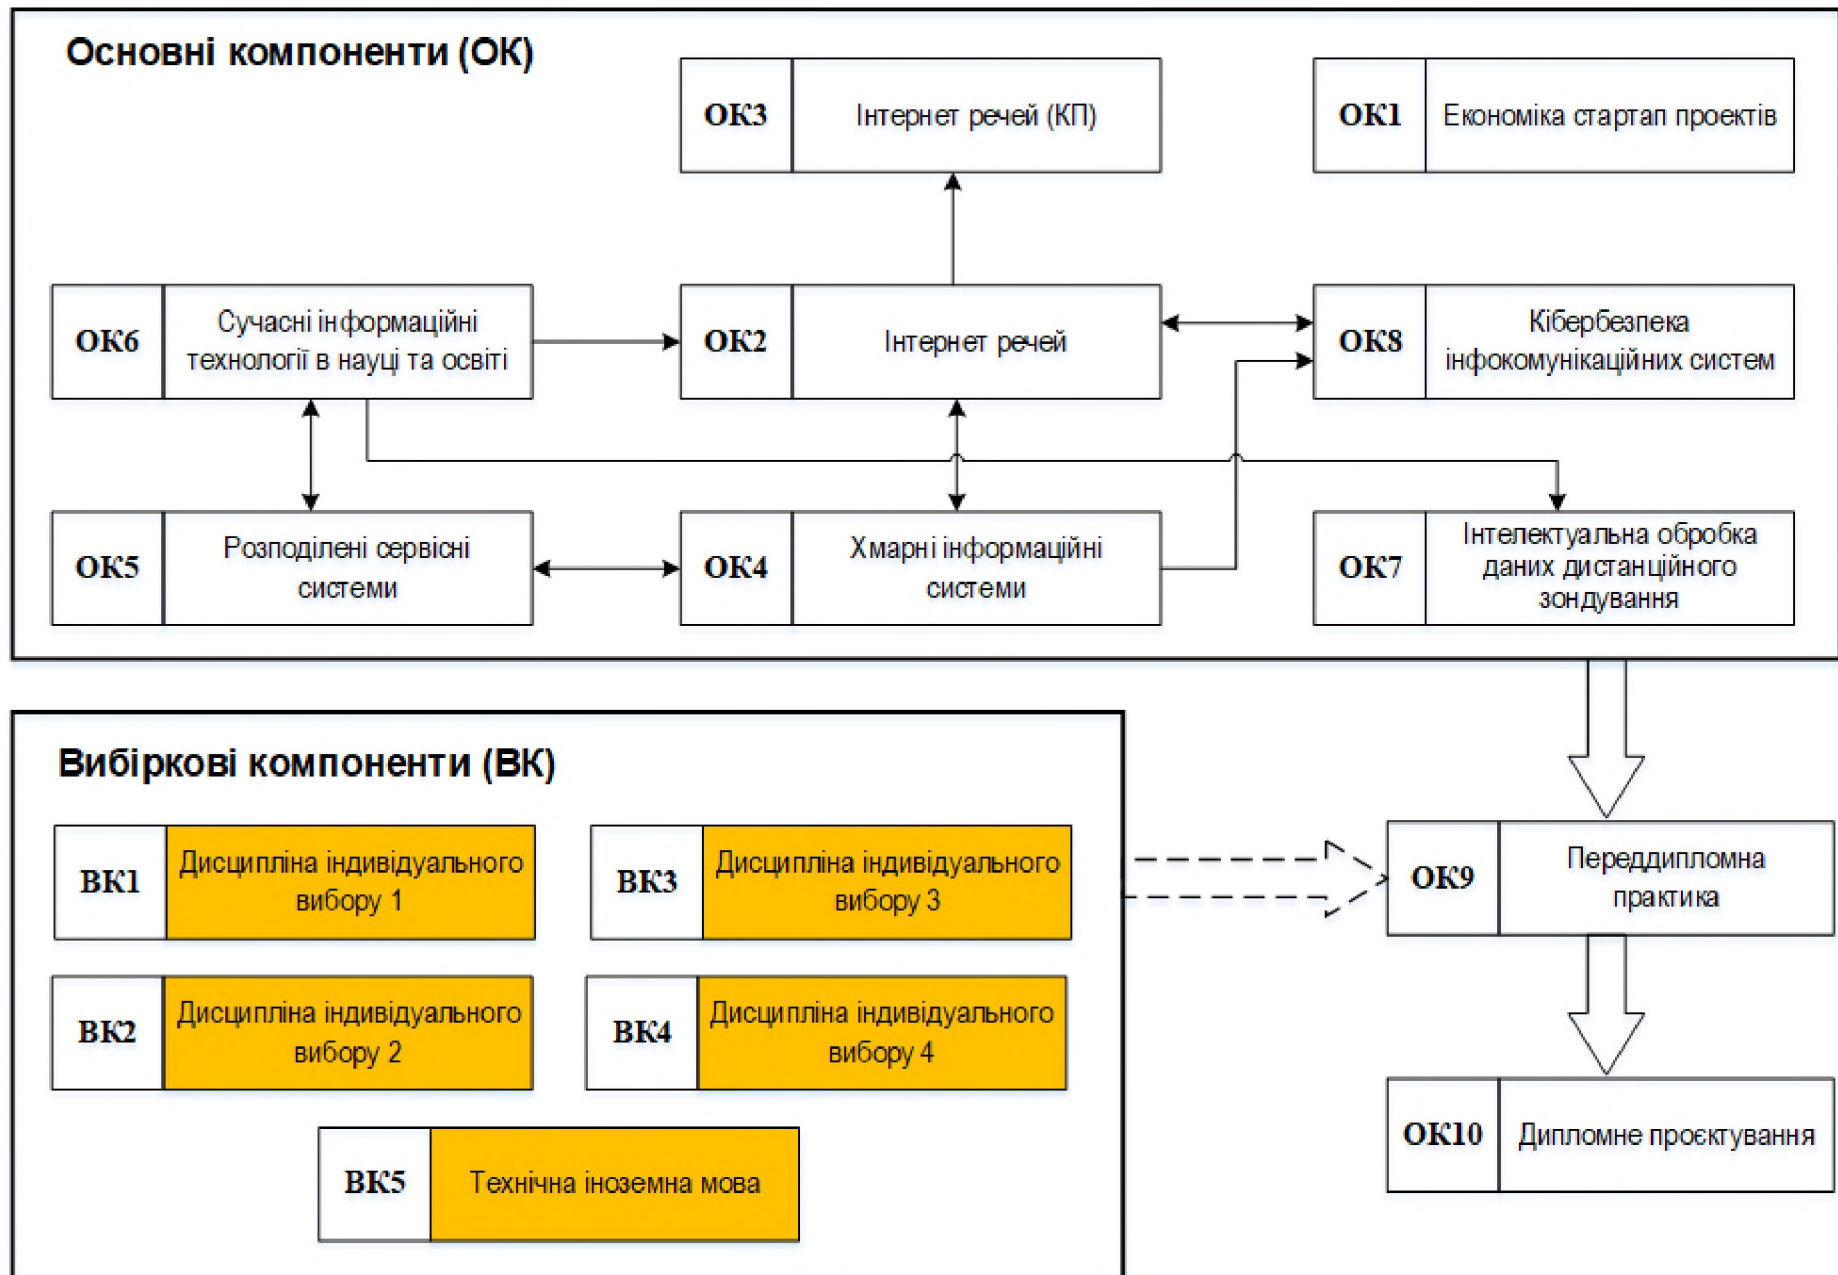 Основні компоненти (ОК)
ОК3
Інтернет речей (КП)
ОК1
Економіка стартап проектів
ОК6
Сучасні інформаційні
технології в науці та освіті
ОК2
Інтернет речей
ОК8
Кібербезпека
інфокомунікаційних систем
ОК5
Розподілені сервісні
системи
ОК4
Хмарні інформаційні
системи
ОК7
Інтелектуальна обробка
даних дистанційного
зондування
Вибіркові компоненти (ВК)
ВК1
Дисципліна індивідуального
вибору 1
ВК3
Дисципліна індивідуального
вибору 3
ОК9
Переддипломна
практика
ВК2
Дисципліна індивідуального
вибору 2
ВК4
Дисципліна індивідуального
вибору 4
ВК5
Технічна іноземна мова
ОК10
Дипломне проєктування